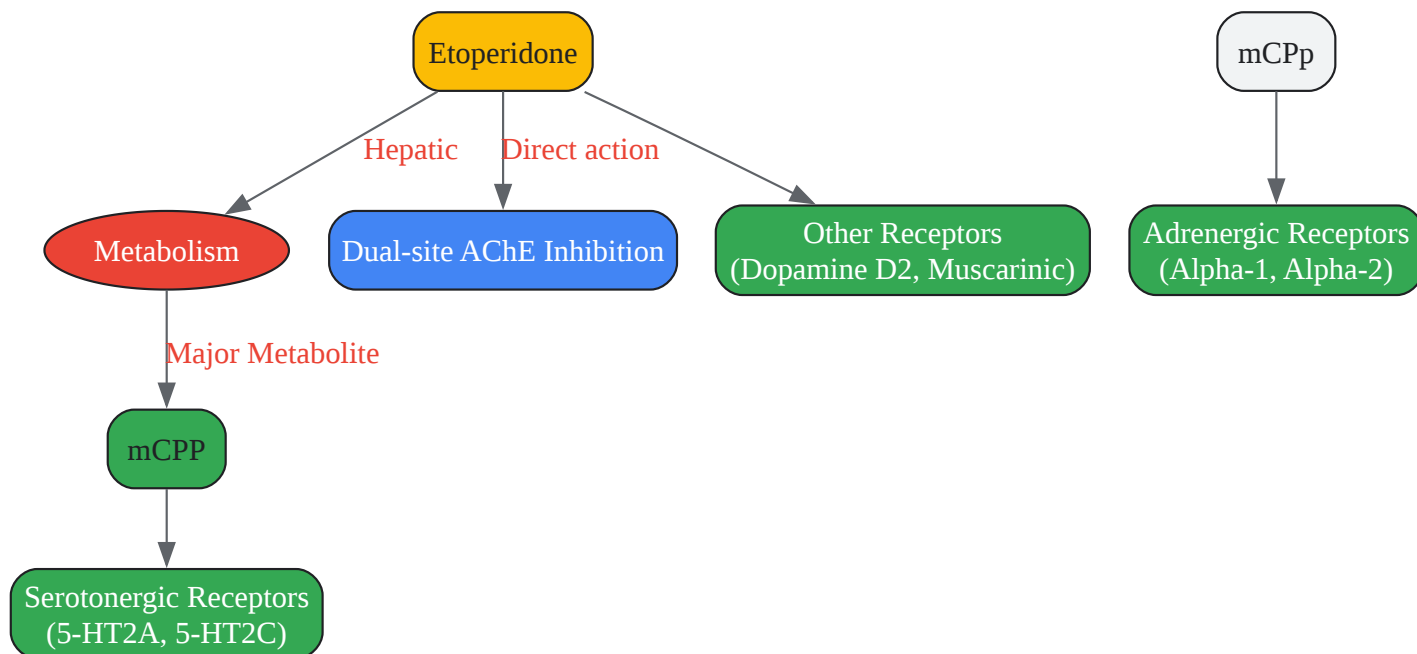 Etoperidone
mCPp
Hepatic
Direct action
Metabolism
Dual-site AChE Inhibition
Other Receptors
(Dopamine D2, Muscarinic)
Adrenergic Receptors
(Alpha-1, Alpha-2)
Major Metabolite
mCPP
Serotonergic Receptors
(5-HT2A, 5-HT2C)